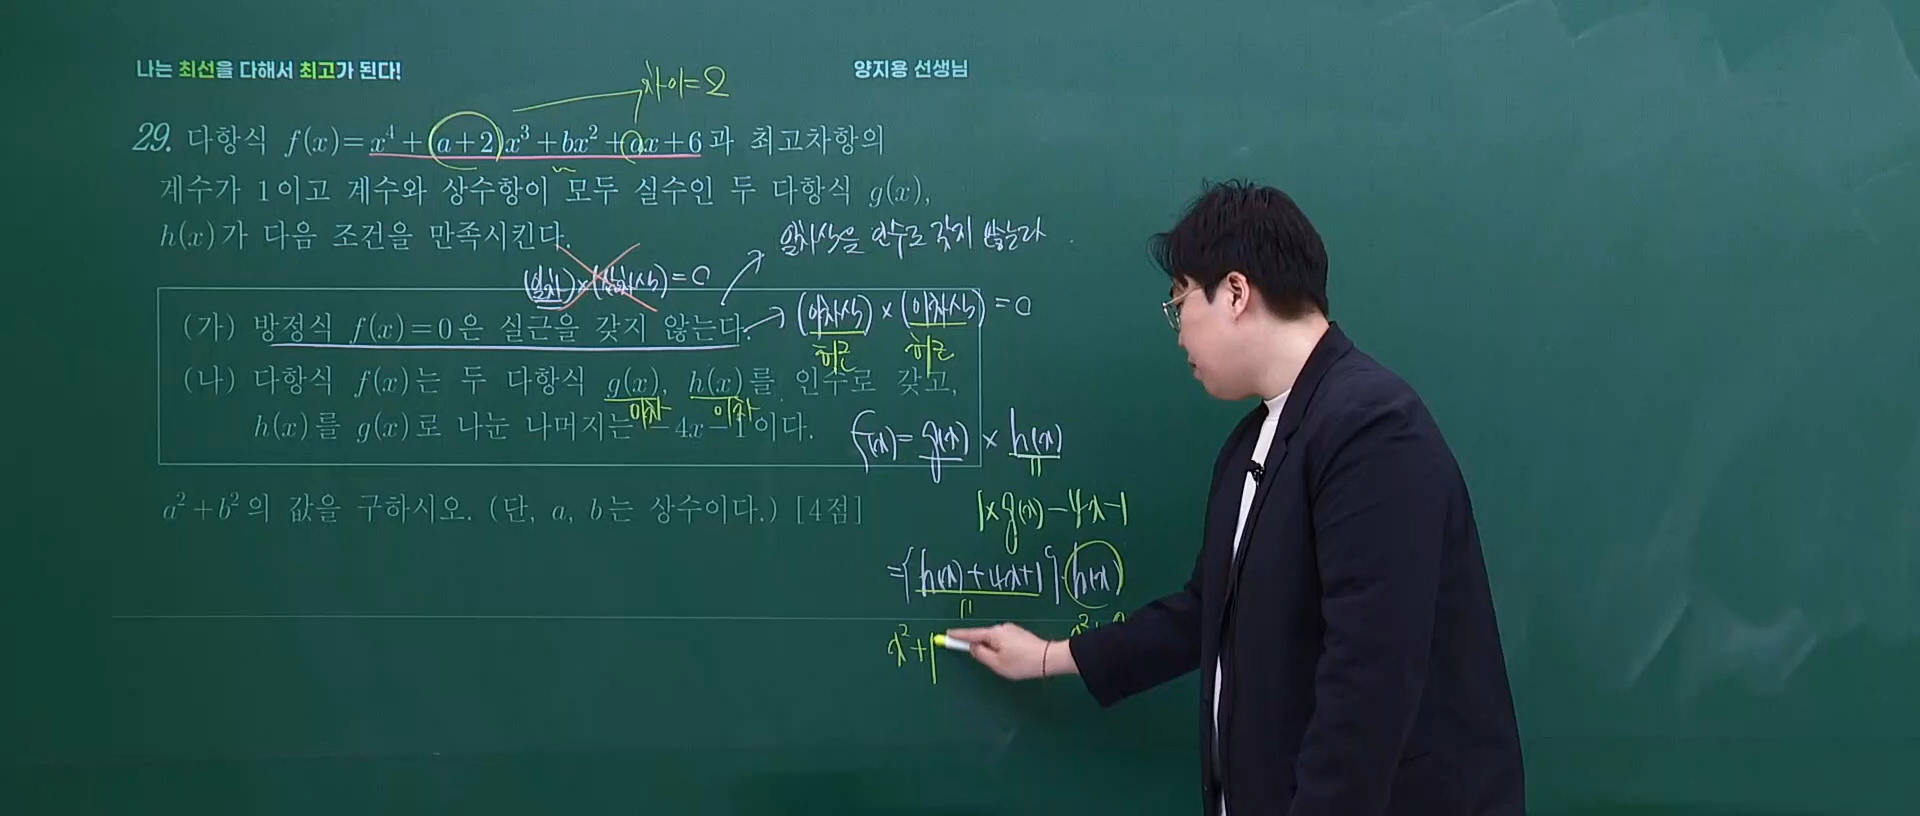 나는 최선을 다해서 최고가 된다!
양지용 선생님
차이=2
29. 다항식 f(x)=x⁴+(a+2)x³+bx²+ax+6과 최고차항의
계수가 1이고 계수와 상수항이 모두 실수인 두 다항식 g(x),
h(x)가 다음 조건을 만족시킨다.
일차식을 인수로 갖지 않는다.
(일차)×(삼차식)=0
(가) 방정식 f(x)=0은 실근을 갖지 않는다.
(이차식)×(이차식)=0
허근 허근
(나) 다항식 f(x)는 두 다항식 g(x), h(x)를 인수로 갖고,
이차 이차
h(x)를 g(x)로 나눈 나머지는 -4x-1이다.
f(x)=g(x)×h(x)
a²+b²의 값을 구하시오. (단, a, b는 상수이다.) [4점]
1×g(x)-4x-1
={h(x)+4x+1}h(x)
x²+p